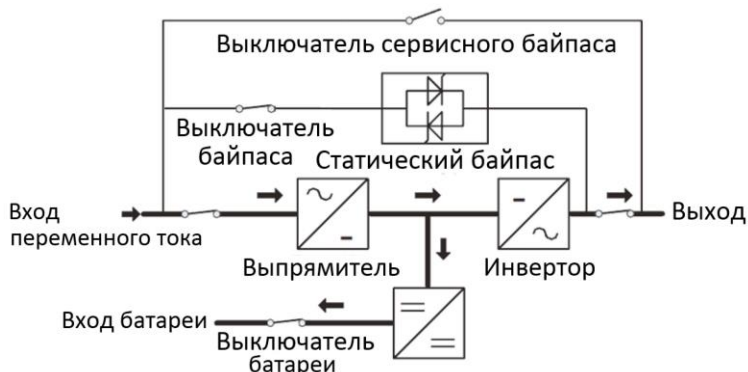 Выключатель сервисного байпаса
Выключатель
байпаса
Статический байпас
Вход
переменного тока
Выход
Выпрямитель
Инвертор
Вход батареи
Выключатель
батареи